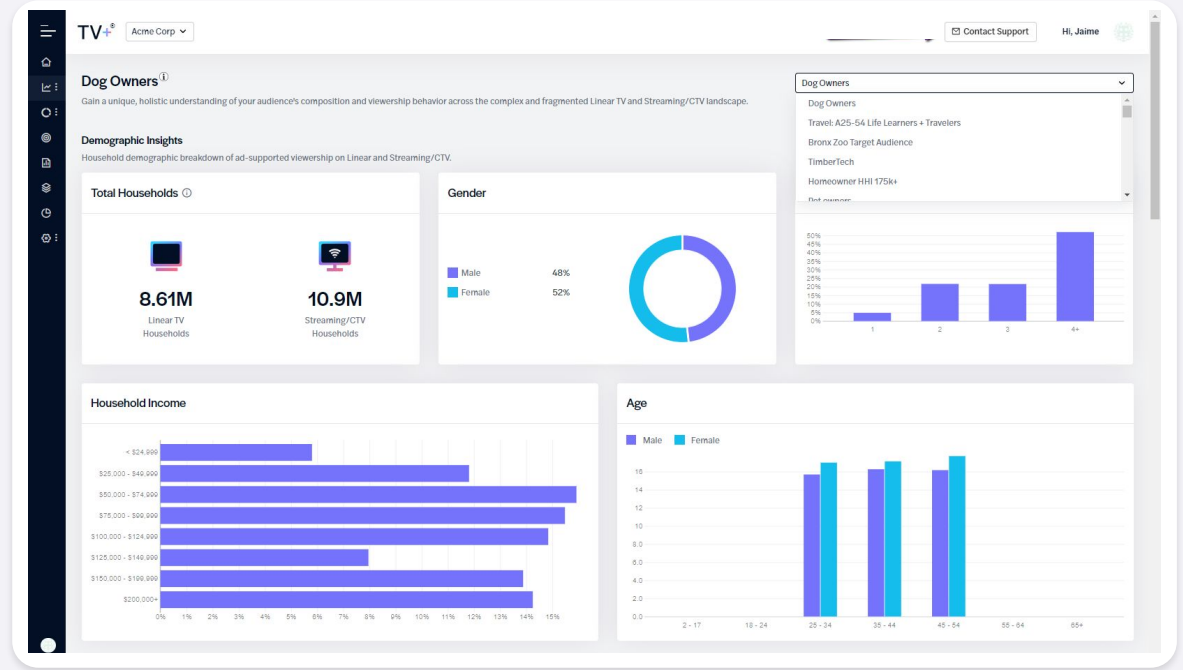 TV+®
Acme Corp
Contact Support
Hi, Jaime
Dog Owners
Gain a unique, holistic understanding of your audience's composition and viewership behavior across the complex and fragmented Linear TV and Streaming/CTV landscape.
Dog Owners
Dog Owners
Travel: A25-54 Life Learners + Travelers
Bronx Zoo Target Audience
TimberTech
Homeowner HHI 175k+
Pet owners
Demographic Insights
Household demographic breakdown of ad-supported viewership on Linear and Streaming/CTV.
Total Households
8.61M
Linear TV
Households
10.9M
Streaming/CTV
Households
Gender
Male 48%
Female 52%
50%
45%
40%
35%
30%
25%
20%
15%
10%
5%
0%
1 2 3 4+
Household Income
< $24,999
$25,000 - $49,999
$50,000 - $74,999
$75,000 - $99,999
$100,000 - $124,999
$125,000 - $149,999
$150,000 - $199,999
$200,000+
0% 1% 2% 3% 4% 5% 6% 7% 8% 9% 10% 11% 12% 13% 14% 15%
Age
Male Female
16
14
12
10
8.0
6.0
4.0
2.0
0.0
2 - 17 18 - 24 25 - 34 35 - 44 45 - 54 55 - 64 65+